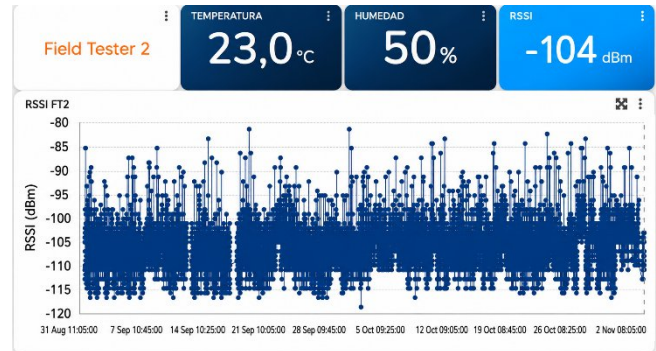 Field Tester 2
TEMPERATURA
23,0 °C
HUMEDAD
50%
RSSI
-104 dBm
RSSI FT2
RSSI (dBm)
-80
-85
-90
-95
-100
-105
-110
-115
-120
31 Aug 11:05:00 7 Sep 10:45:00 14 Sep 10:25:00 21 Sep 10:05:00 28 Sep 09:45:00 5 Oct 09:25:00 12 Oct 09:05:00 19 Oct 08:45:00 26 Oct 08:25:00 2 Nov 08:05:00